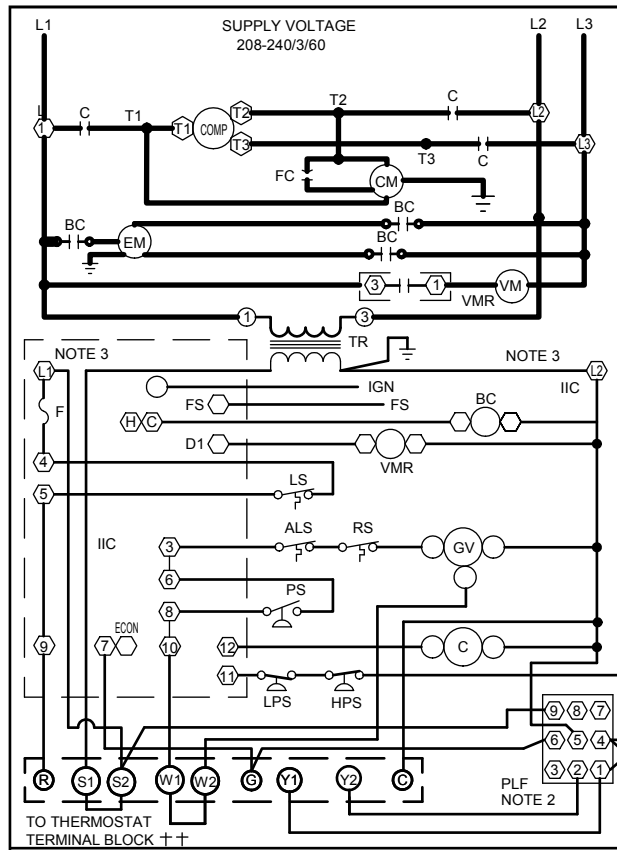 L1 SUPPLY VOLTAGE L2 L3
208-240/3/60
L C T1 T2 T2 C
1 T1 COMP L2
T3 T3 C L3
FC CM
BC BC
EM BC
3 1 VMR VM
1 3
TR
NOTE 3 NOTE 3
L1 L2
IGN IIC
F FS FS BC
H C
D1 VMR
4
LS
5
IIC ALS RS
3 GV
6
PS
8
ECON
9 7 10 12 C
11 LPS HPS
9 8 7
6 5 4
3 2 1
R S1 S2 W1 W2 G Y1 Y2 C
PLF
NOTE 2
TO THERMOSTAT
TERMINAL BLOCK ††